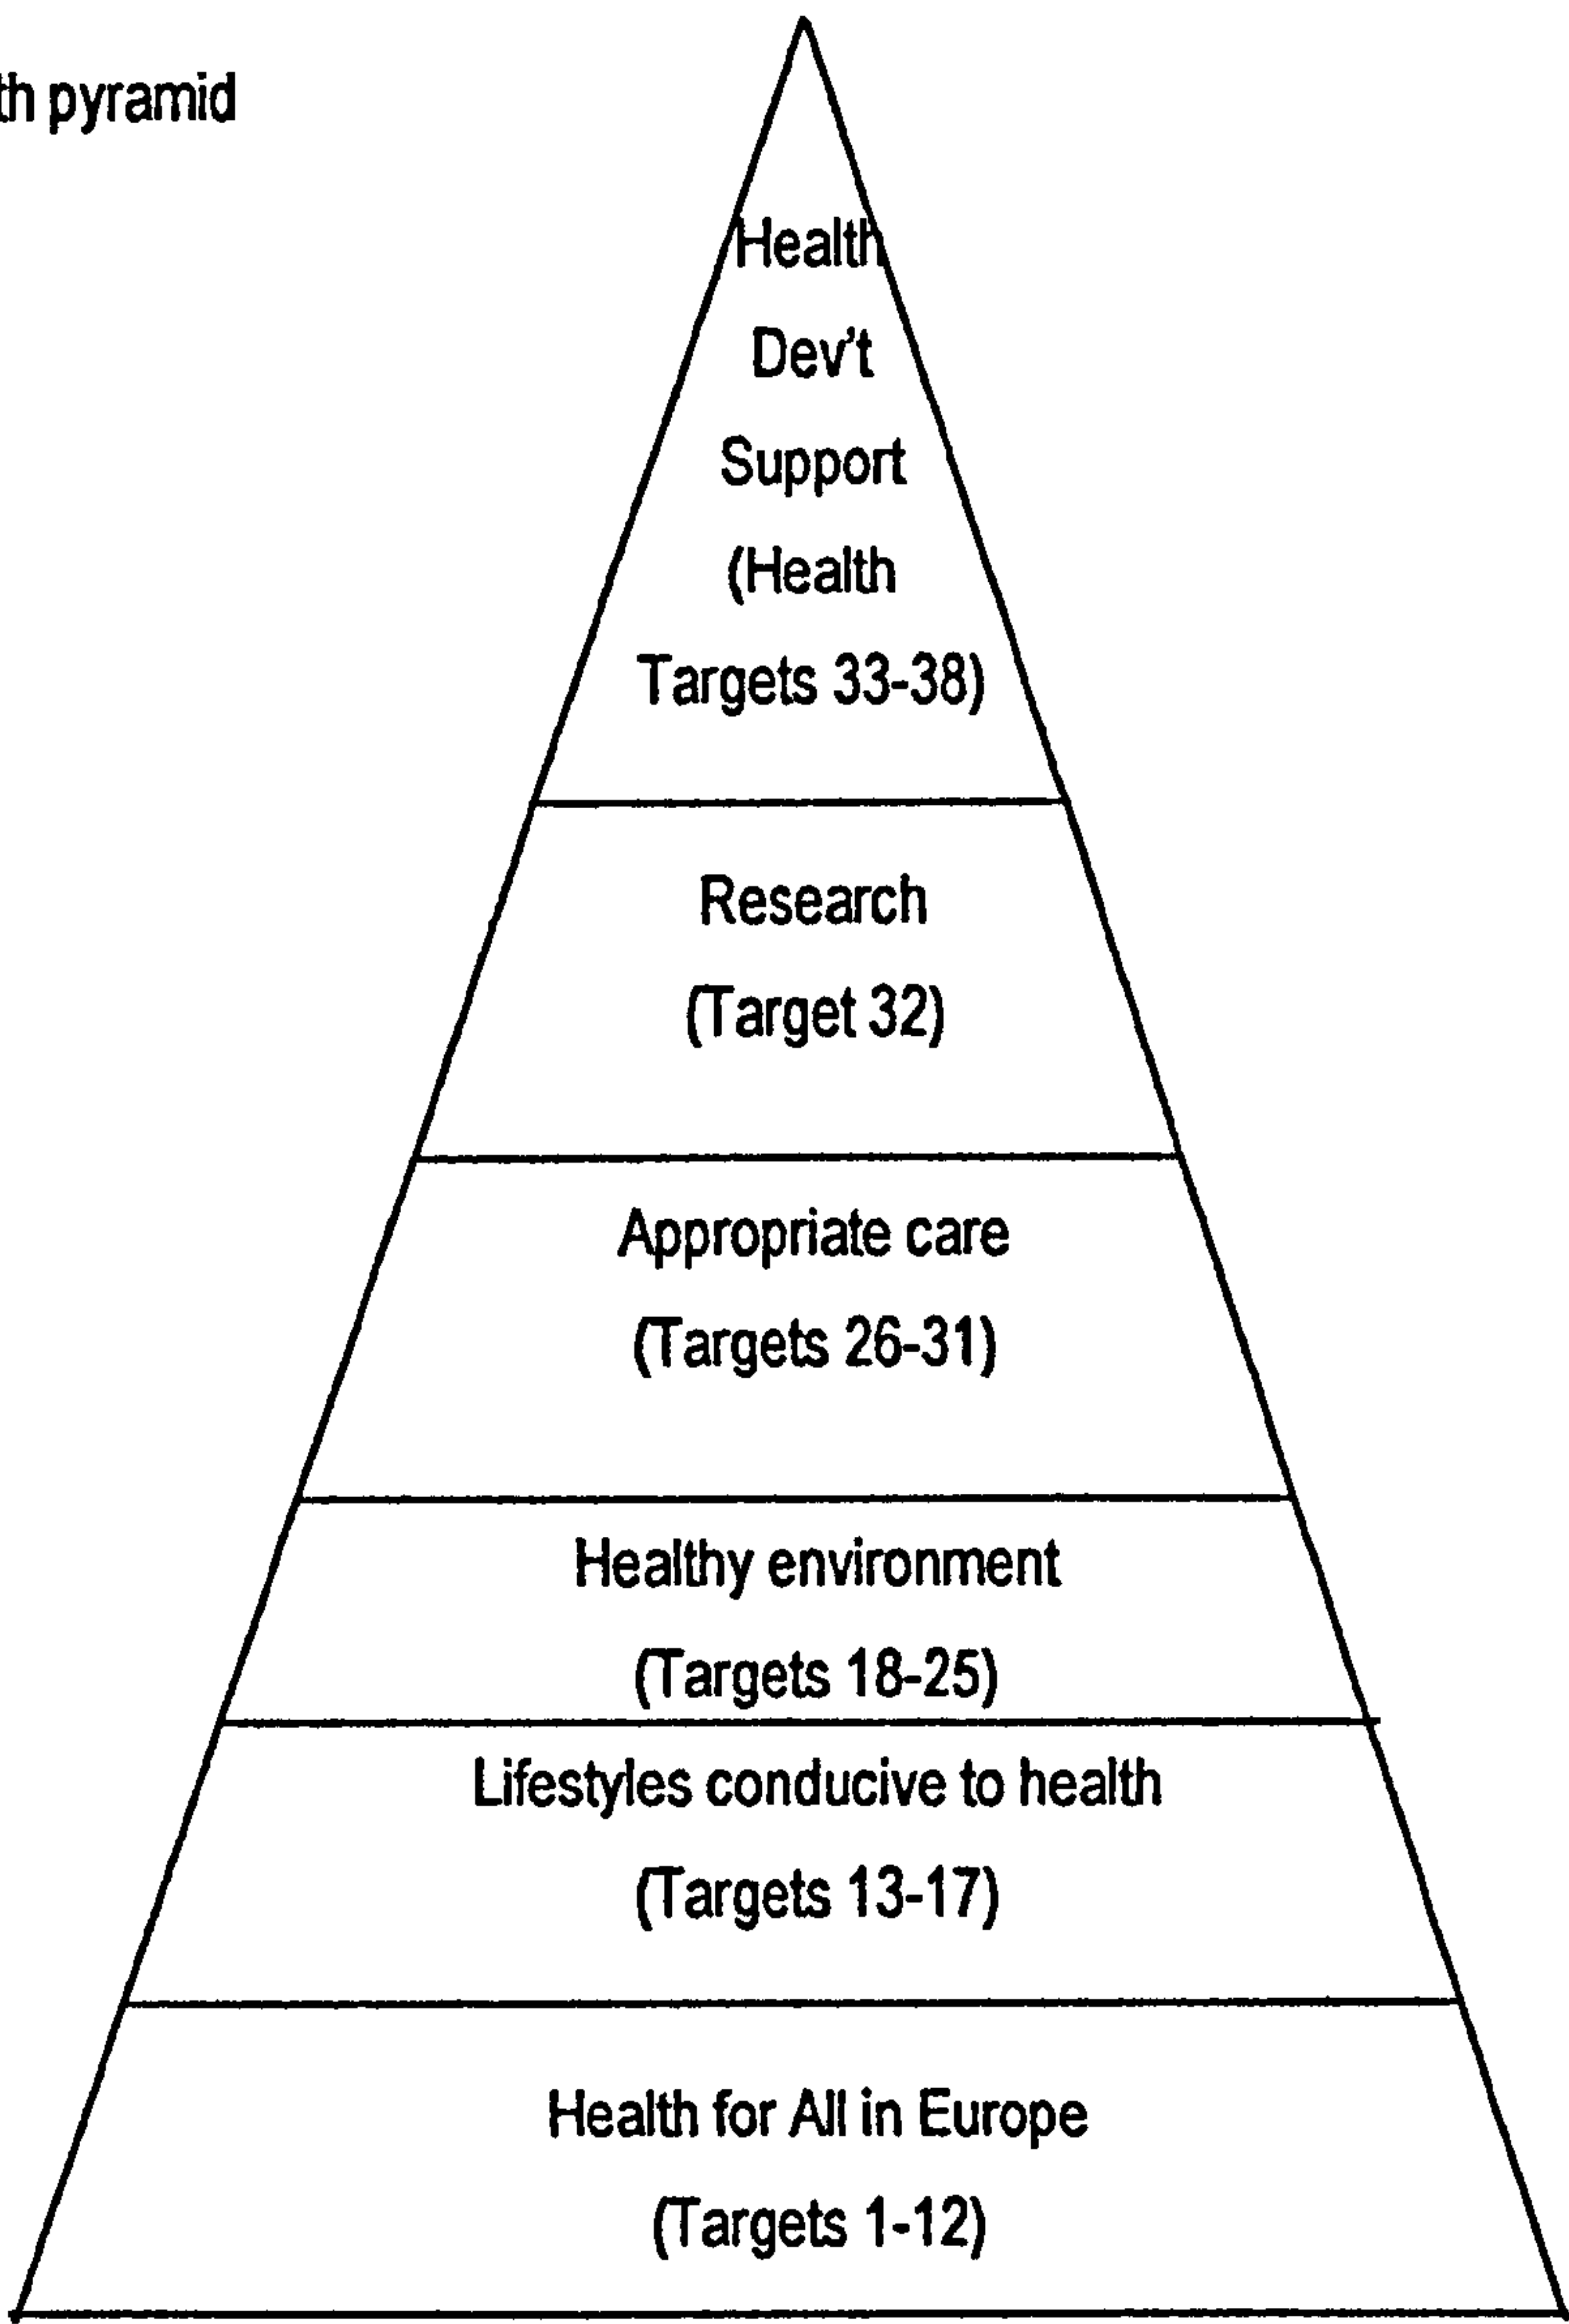 th pyramid
Health
Dev't
Support
(Health
Targets 33-38)
Research
(Target 32)
Appropriate care
(Targets 26-31)
Healthy environment
(Targets 18-25)
Lifestyles conducive to health
(Targets 13-17)
Health for All in Europe
(Targets 1-12)